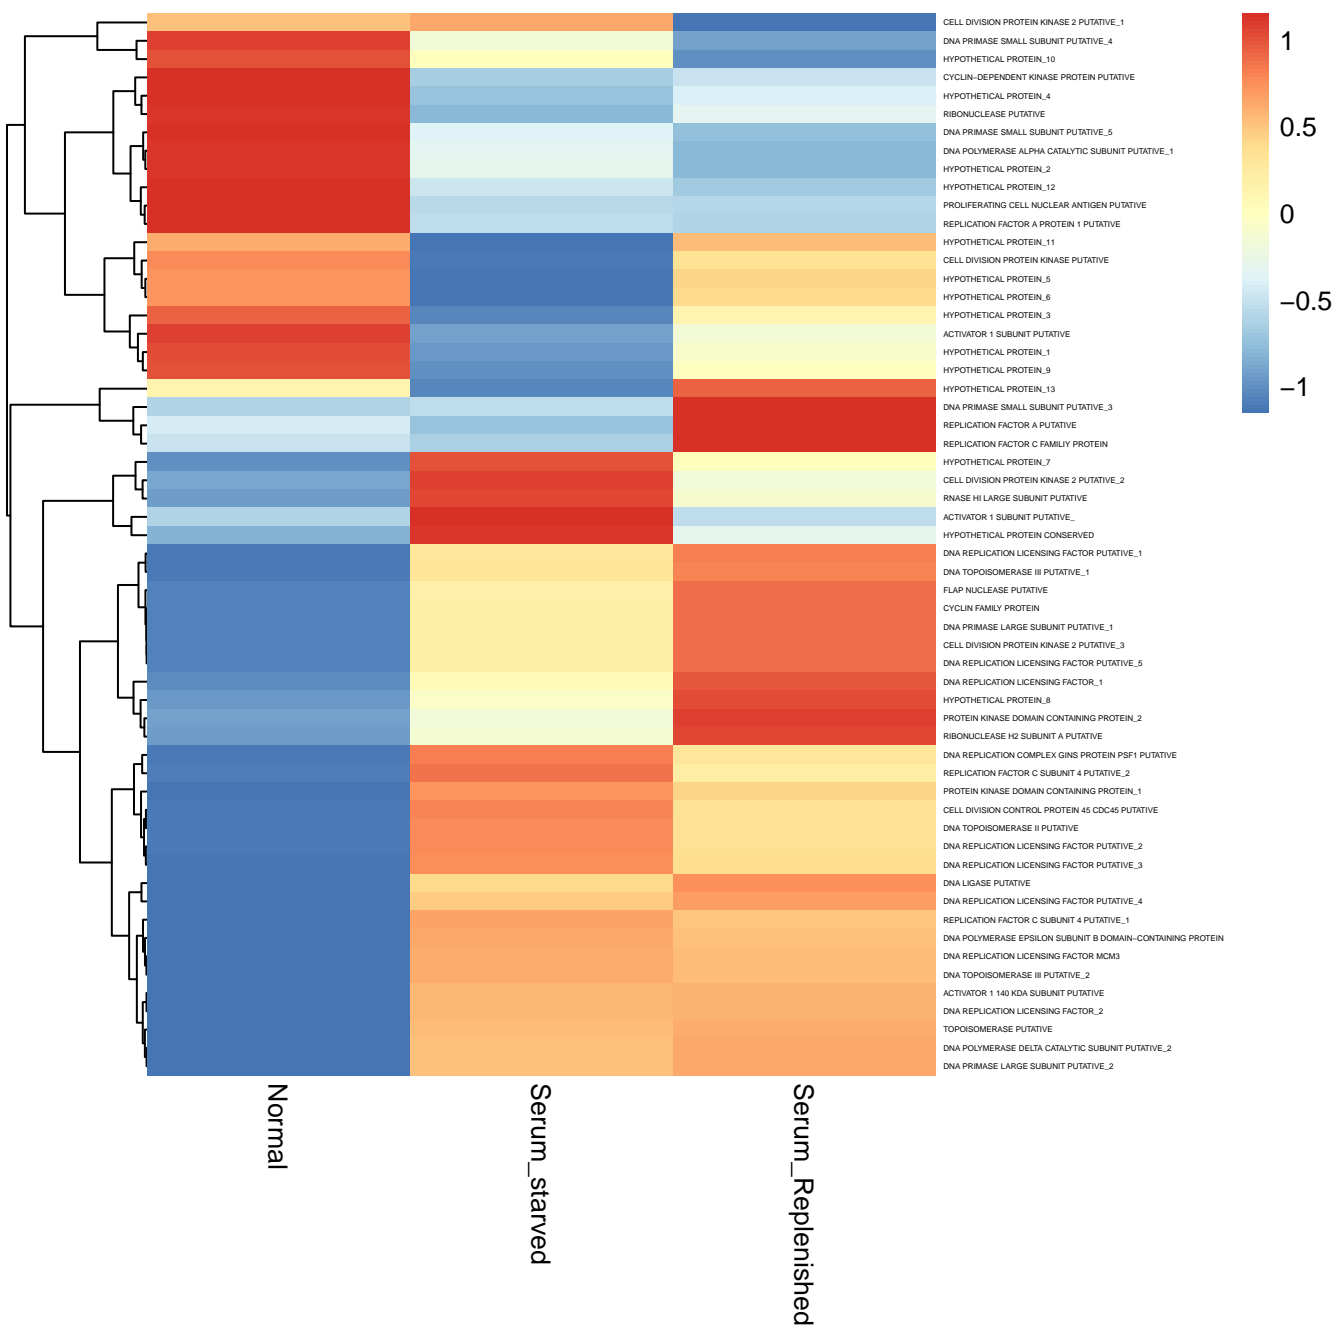 CELL DIVISION PROTEIN KINASE 2 PUTATIVE_1
DNA PRIMASE SMALL SUBUNIT PUTATIVE_4
HYPOTHETICAL PROTEIN_10
CYCLIN−DEPENDENT KINASE PROTEIN PUTATIVE
HYPOTHETICAL PROTEIN_4
RIBONUCLEASE PUTATIVE
DNA PRIMASE SMALL SUBUNIT PUTATIVE_5
DNA POLYMERASE ALPHA CATALYTIC SUBUNIT PUTATIVE_1
HYPOTHETICAL PROTEIN_2
HYPOTHETICAL PROTEIN_12
PROLIFERATING CELL NUCLEAR ANTIGEN PUTATIVE
REPLICATION FACTOR A PROTEIN 1 PUTATIVE
HYPOTHETICAL PROTEIN_11
CELL DIVISION PROTEIN KINASE PUTATIVE
HYPOTHETICAL PROTEIN_5
HYPOTHETICAL PROTEIN_6
HYPOTHETICAL PROTEIN_3
ACTIVATOR 1 SUBUNIT PUTATIVE
HYPOTHETICAL PROTEIN_1
HYPOTHETICAL PROTEIN_9
HYPOTHETICAL PROTEIN_13
DNA PRIMASE SMALL SUBUNIT PUTATIVE_3
REPLICATION FACTOR A PUTATIVE
REPLICATION FACTOR C FAMILIY PROTEIN
HYPOTHETICAL PROTEIN_7
CELL DIVISION PROTEIN KINASE 2 PUTATIVE_2
RNASE HI LARGE SUBUNIT PUTATIVE
ACTIVATOR 1 SUBUNIT PUTATIVE_
HYPOTHETICAL PROTEIN CONSERVED
DNA REPLICATION LICENSING FACTOR PUTATIVE_1
DNA TOPOISOMERASE III PUTATIVE_1
FLAP NUCLEASE PUTATIVE
CYCLIN FAMILY PROTEIN
DNA PRIMASE LARGE SUBUNIT PUTATIVE_1
CELL DIVISION PROTEIN KINASE 2 PUTATIVE_3
DNA REPLICATION LICENSING FACTOR PUTATIVE_5
DNA REPLICATION LICENSING FACTOR_1
HYPOTHETICAL PROTEIN_8
PROTEIN KINASE DOMAIN CONTAINING PROTEIN_2
RIBONUCLEASE H2 SUBUNIT A PUTATIVE
DNA REPLICATION COMPLEX GINS PROTEIN PSF1 PUTATIVE
REPLICATION FACTOR C SUBUNIT 4 PUTATIVE_2
PROTEIN KINASE DOMAIN CONTAINING PROTEIN_1
CELL DIVISION CONTROL PROTEIN 45 CDC45 PUTATIVE
DNA TOPOISOMERASE II PUTATIVE
DNA REPLICATION LICENSING FACTOR PUTATIVE_2
DNA REPLICATION LICENSING FACTOR PUTATIVE_3
DNA LIGASE PUTATIVE
DNA REPLICATION LICENSING FACTOR PUTATIVE_4
REPLICATION FACTOR C SUBUNIT 4 PUTATIVE_1
DNA POLYMERASE EPSILON SUBUNIT B DOMAIN−CONTAINING PROTEIN
DNA REPLICATION LICENSING FACTOR MCM3
DNA TOPOISOMERASE III PUTATIVE_2
ACTIVATOR 1 140 KDA SUBUNIT PUTATIVE
DNA REPLICATION LICENSING FACTOR_2
TOPOISOMERASE PUTATIVE
DNA POLYMERASE DELTA CATALYTIC SUBUNIT PUTATIVE_2
DNA PRIMASE LARGE SUBUNIT PUTATIVE_2
1
0.5
0
−0.5
−1
Normal
Serum_starved
Serum_Replenished